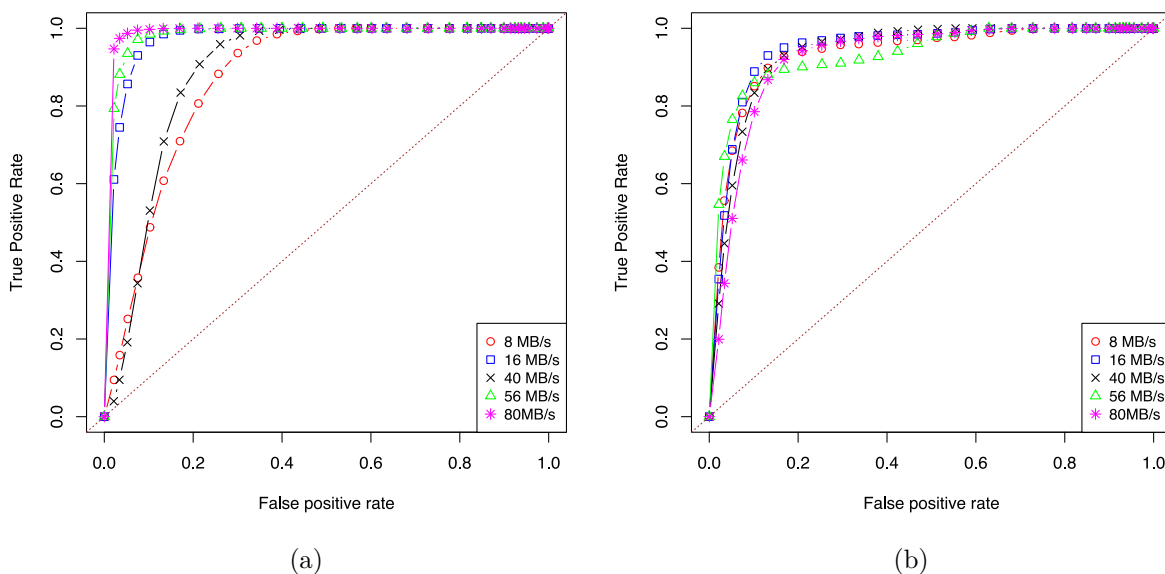 True Positive Rate
1.0
0.8
0.6
0.4
0.2
0.0
8 MB/s
16 MB/s
40 MB/s
56 MB/s
80MB/s
0.0 0.2 0.4 0.6 0.8 1.0
False positive rate
(a)
True Positive Rate
1.0
0.8
0.6
0.4
0.2
0.0
8 MB/s
16 MB/s
40 MB/s
56 MB/s
80MB/s
0.0 0.2 0.4 0.6 0.8 1.0
False positive rate
(b)